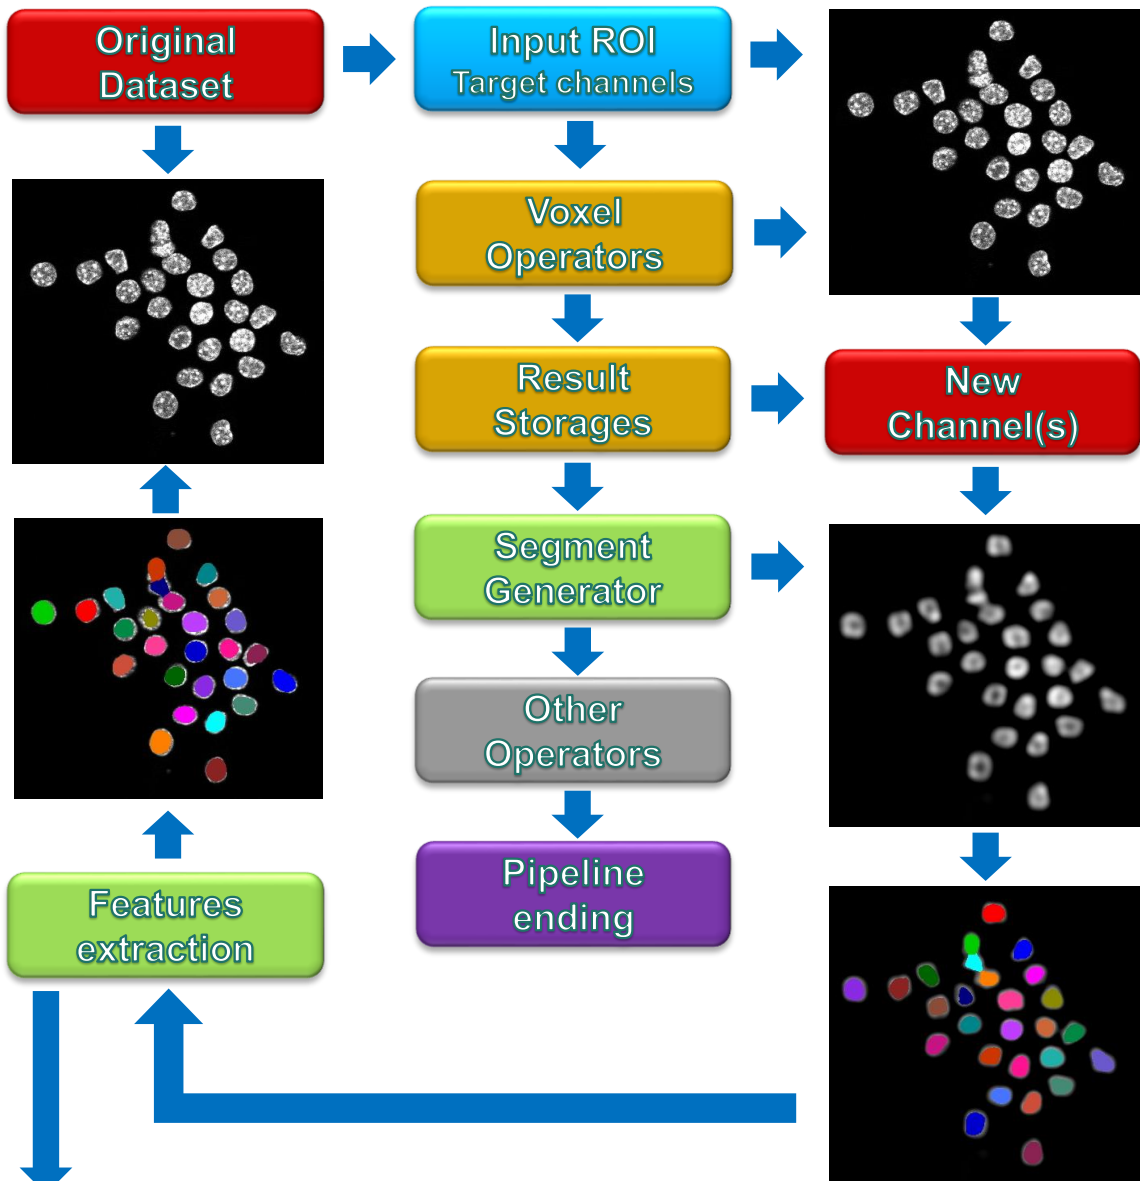 Original
Dataset
Input ROI
Target channels
Voxel
Operators
Result
Storages
New
Channel(s)
Segment
Generator
Other
Operators
Pipeline
ending
Features
extraction